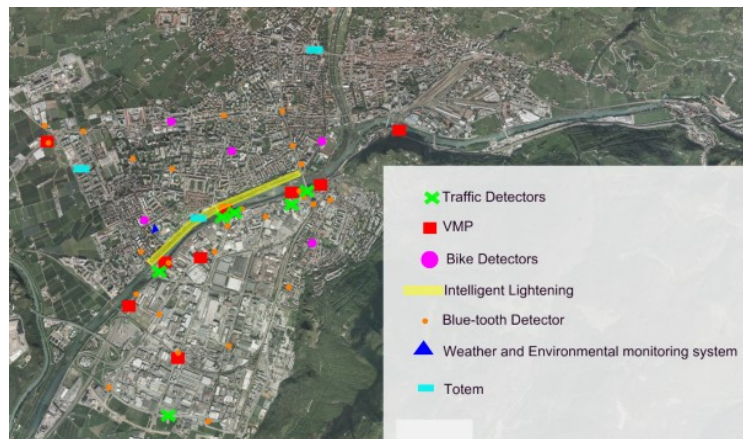 Traffic Detectors
VMP
Bike Detectors
Intelligent Lightening
Blue-tooth Detector
Weather and Environmental monitoring system
Totem